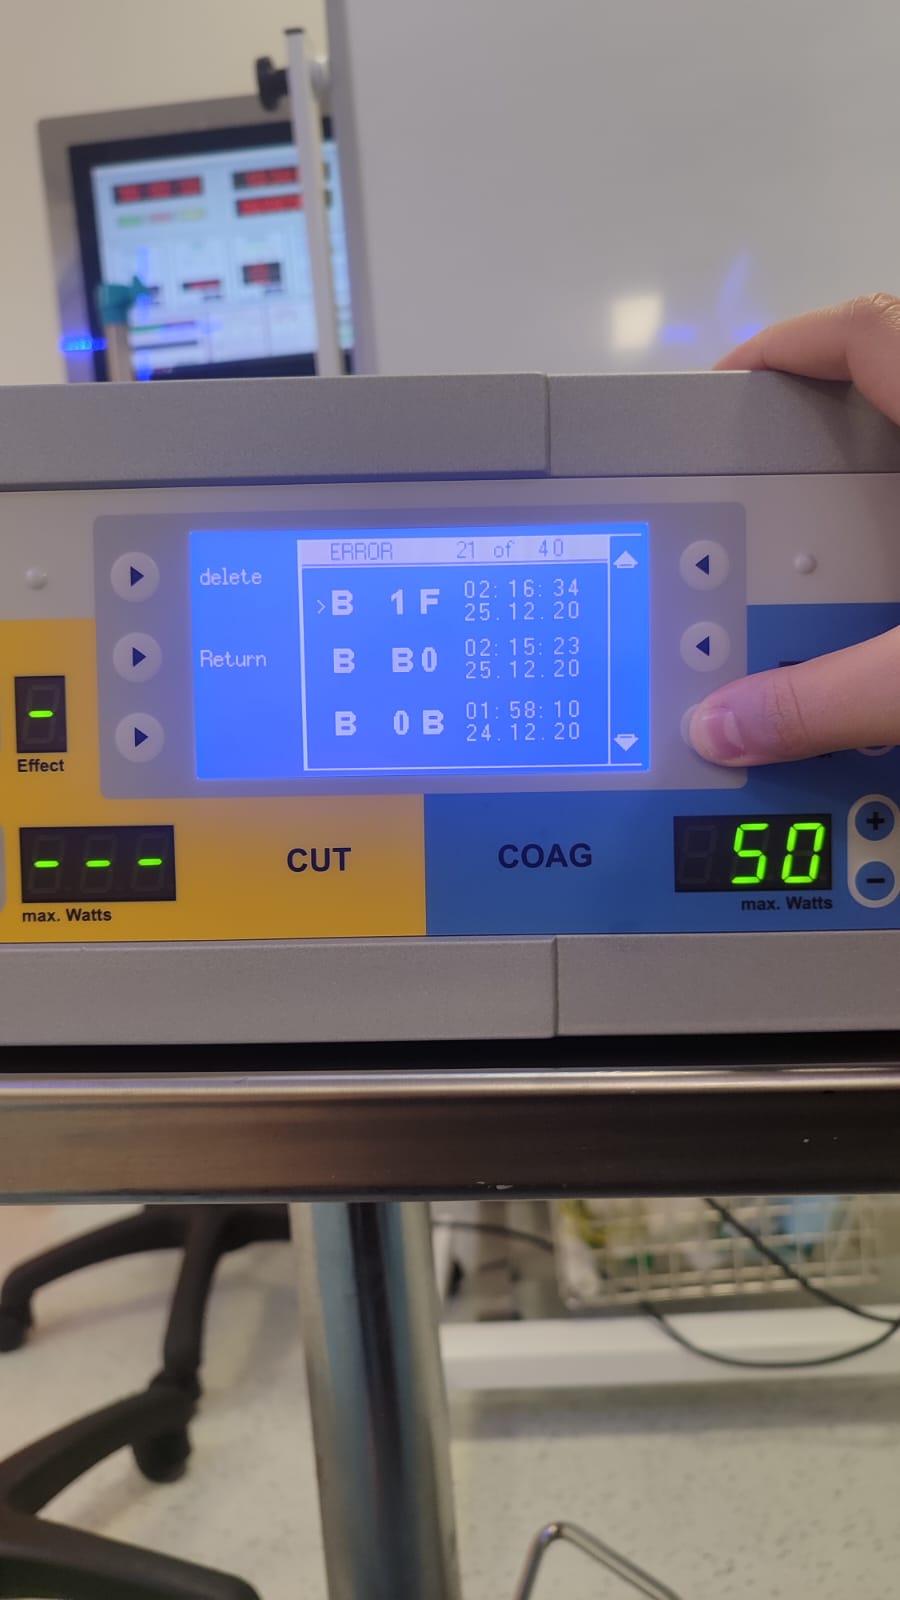 ERROR 21 of 40
delete
>B 1F 02:16:34
25.12.20
Return
B B0 02:15:23
25.12.20
B 0B 01:58:10
24.12.20
-
Effect
---
max. Watts
CUT
COAG
50
max. Watts
+
-